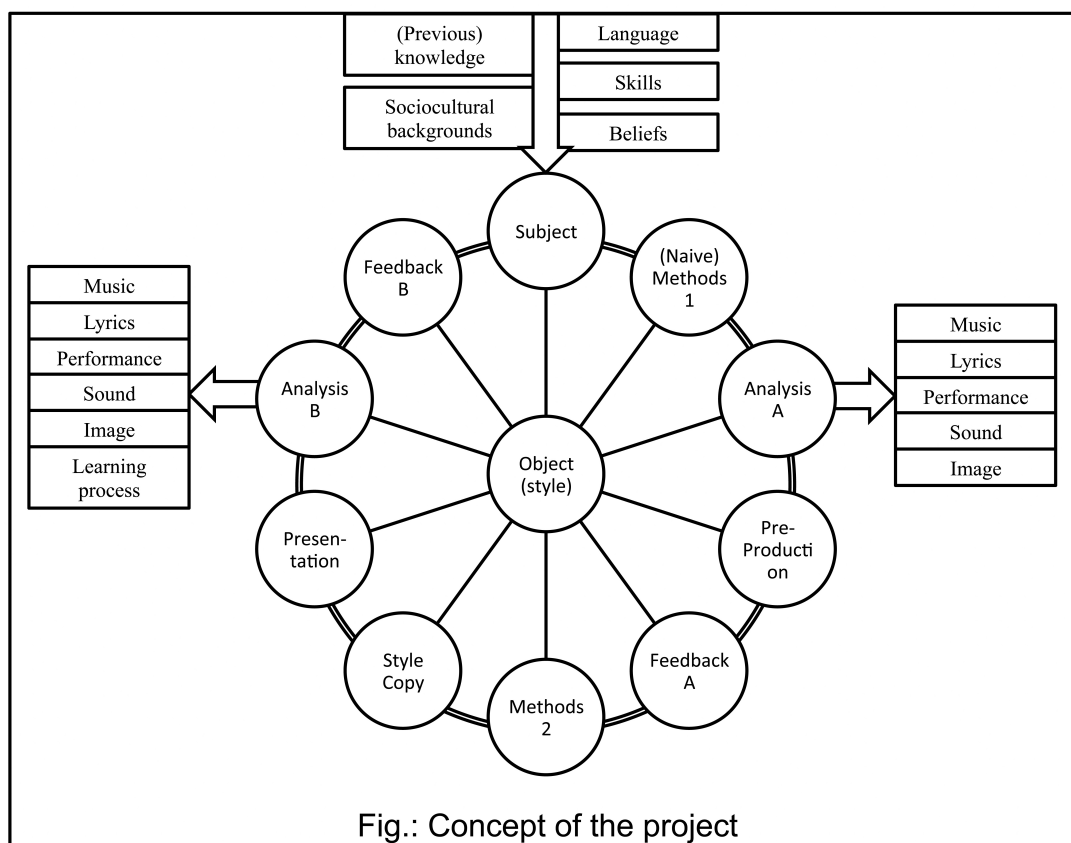 (Previous)
knowledge
Sociocultural
backgrounds
Language
Skills
Beliefs
Subject
(Naive)
Methods
1
Analysis
A
Pre-
Producti
on
Feedback
A
Methods
2
Style
Copy
Presen-
tation
Analysis
B
Feedback
B
Object
(style)
Music
Lyrics
Performance
Sound
Image
Learning
process
Music
Lyrics
Performance
Sound
Image
Fig.: Concept of the project